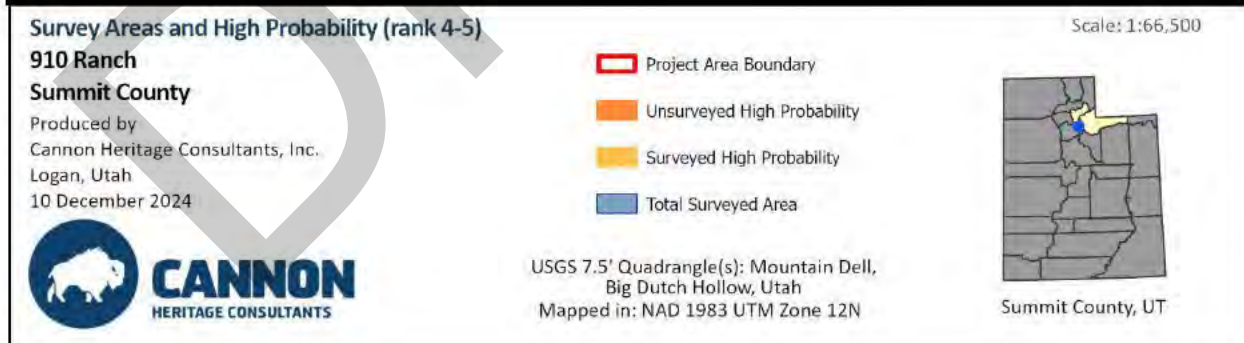 Survey Areas and High Probability (rank 4-5)
910 Ranch
Summit County
Produced by
Cannon Heritage Consultants, Inc.
Logan, Utah
10 December 2024
CANNON
HERITAGE CONSULTANTS
Project Area Boundary
Unsurveyed High Probability
Surveyed High Probability
Total Surveyed Area
USGS 7.5' Quadrangle(s): Mountain Dell,
Big Dutch Hollow, Utah
Mapped in: NAD 1983 UTM Zone 12N
Scale: 1:66,500
Summit County, UT